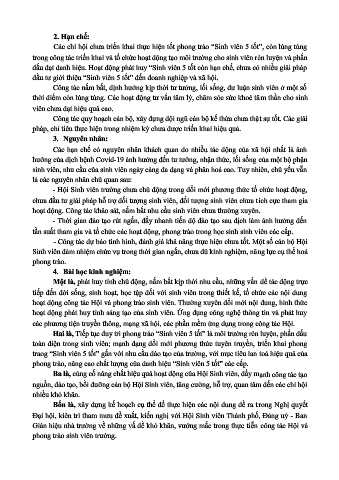 2. Hạn chế:
Các chi hội chưa triển khai thực hiện tốt phong trào “Sinh viên 5 tốt”, còn lúng túng
trong công tác triển khai và tổ chức hoạt động tạo môi trường cho sinh viên rèn luyện và phấn
đấu đạt danh hiệu. Hoạt động phát huy “Sinh viên 5 tốt còn hạn chế, chưa có nhiều giải pháp
đầu tư giới thiệu “Sinh viên 5 tốt” đến doanh nghiệp và xã hội.
Công tác nắm bắt, định hướng kịp thời tư tưởng, lối sống, dư luận sinh viên ở một số
thời điểm còn lúng túng. Các hoạt động tư vấn tâm lý, chăm sóc sức khoẻ tâm thần cho sinh
viên chưa đạt hiệu quả cao.
Công tác quy hoạch cán bộ, xây dựng đội ngũ cán bộ kế thừa chưa thật sự tốt. Các giải
pháp, chỉ tiêu thực hiện trong nhiệm kỳ chưa được triển khai hiệu quả.
3. Nguyên nhân:
Các hạn chế có nguyên nhân khách quan do nhiều tác động của xã hội nhất là ảnh
hưởng của dịch bệnh Covid-19 ảnh hưởng đến tư tưởng, nhận thức, lối sống của một bộ phận
sinh viên, nhu cầu của sinh viên ngày càng đa dạng và phân hoá cao. Tuy nhiên, chủ yếu vẫn
là các nguyên nhân chủ quan sau:
- Hội Sinh viên trường chưa chủ động trong đổi mới phương thức tổ chức hoạt động,
chưa đầu tư giải pháp hỗ trợ đối tượng sinh viên, đối tượng sinh viên chưa tích cực tham gia
hoạt động. Công tác khảo sát, nắm bắt nhu cầu sinh viên chưa thường xuyên.
- Thời gian đào tạo rút ngắn, đẩy nhanh tiến độ đào tạo sau dịch làm ảnh hưởng đến
tần suất tham gia và tổ chức các hoạt động, phong trào trong học sinh sinh viên các cấp.
- Công tác dự báo tình hình, đánh giá khả năng thực hiện chưa tốt. Một số cán bộ Hội
Sinh viên đảm nhiệm chức vụ trong thời gian ngắn, chưa đủ kinh nghiệm, năng lực cụ thể hoá
phong trào.
4. Bài học kinh nghiệm:
Một là, phát huy tính chủ động, nắm bắt kịp thời nhu cầu, những vấn đề tác động trực
tiếp đến đời sống, sinh hoạt, học tập đối với sinh viên trong thiết kế, tổ chức các nội dung
hoạt động công tác Hội và phong trào sinh viên. Thường xuyên đổi mới nội dung, hình thức
hoạt động phát huy tính sáng tạo của sinh viên. Ứng dụng công nghệ thông tin và phát huy
các phương tiện truyền thông, mạng xã hội, các phần mềm ứng dụng trong công tác Hội.
Hai là, Tiếp tục duy trì phong trào “Sinh viên 5 tốt” là môi trường rèn luyện, phấn đấu
toàn diện trong sinh viên; mạnh dạng đổi mới phương thức tuyên truyền, triển khai phong
traog “Sinh viên 5 tốt” gắn với nhu cầu đào tạo của trường, với mục tiêu lan toả hiệu quả của
phong trào, nâng cao chất lượng của danh hiệu “Sinh viên 5 tốt” các cấp.
Ba là, củng cố nâng chất hiệu quả hoạt động của Hội Sinh viên, đẩy mạnh công tác tạo
nguồn, đào tạo, bồi dưỡng cán bộ Hội Sinh viên, tăng cường, hỗ trợ, quan tâm đến các chi hội
nhiều khó khăn.
Bốn là, xây dựng kế hoạch cụ thể để thực hiện các nội dung đề ra trong Nghị quyết
Đại hội, kiên trì tham mưu đề xuất, kiến nghị với Hội Sinh viên Thành phố, Đảng uỷ - Ban
Giám hiệu nhà trường về những vấ đề khó khăn, vướng mắc trong thực tiễn công tác Hội và
phong trào sinh viên trường.